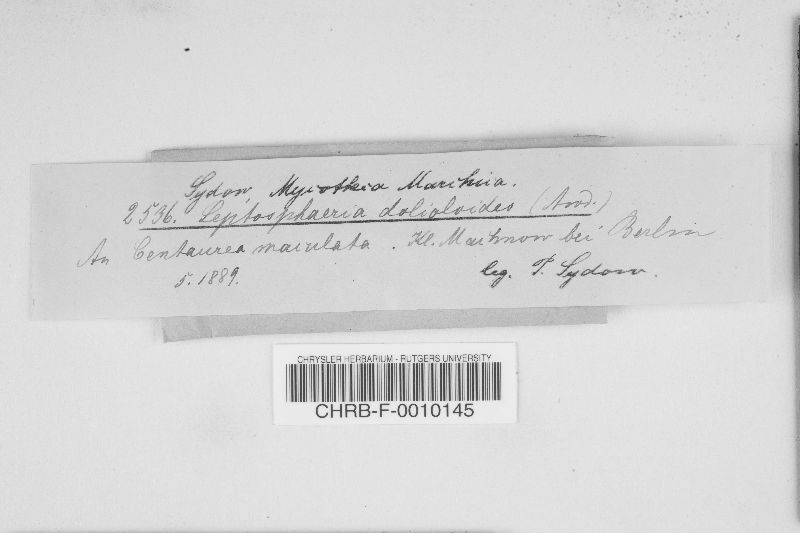 Sydow, Mycotheca Marchica.
2536. Leptosphaeria dolioloides (Awd.)
An Centaurea maculata. Kl. Machnow bei Berlin
5. 1889. leg. P. Sydow.
CHRYSLER HERBARIUM - RUTGERS UNIVERSITY
CHRB-F-0010145